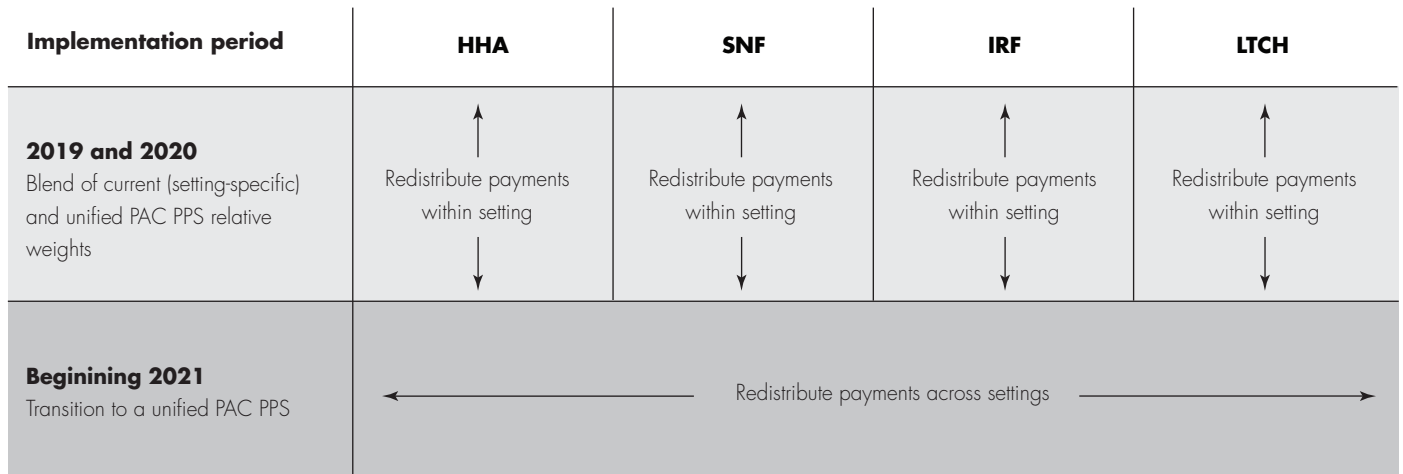 Implementation period
HHA
SNF
IRF
LTCH
2019 and 2020
Blend of current (setting-specific)
and unified PAC PPS relative
weights
Redistribute payments
within setting
Redistribute payments
within setting
Redistribute payments
within setting
Redistribute payments
within setting
Beginining 2021
Transition to a unified PAC PPS
Redistribute payments across settings